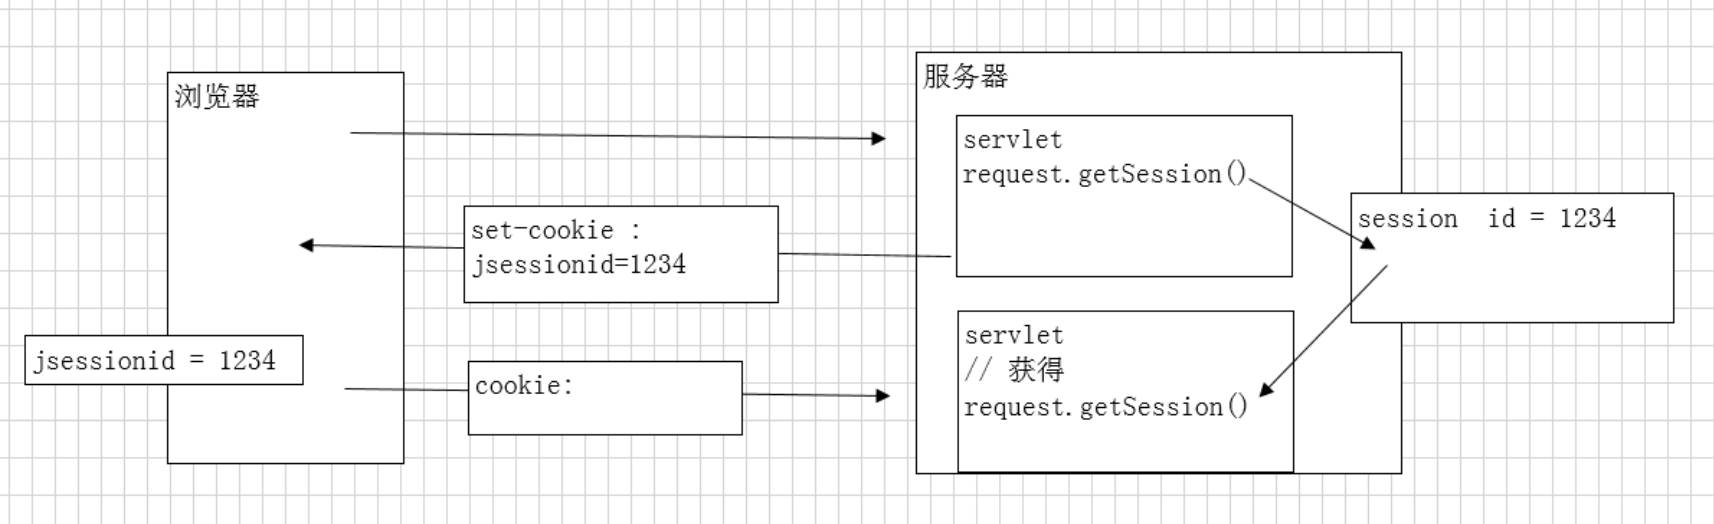 浏览器
服务器
servlet
request.getSession()
session  id = 1234
set-cookie :
jsessionid=1234
jsessionid = 1234
cookie:
servlet
// 获得
request.getSession()